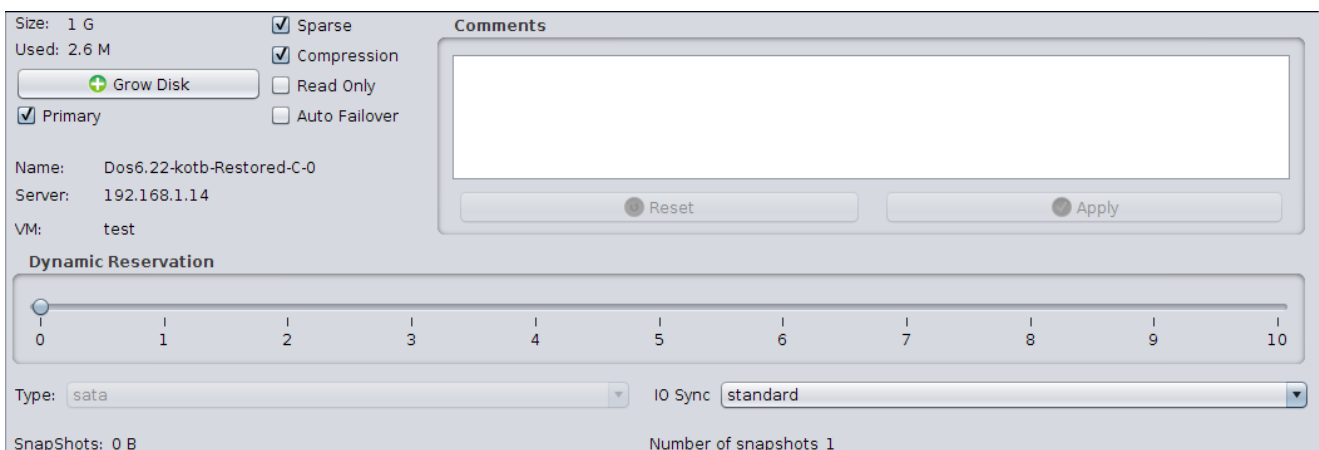 Size: 1 G
Used: 2.6 M
Grow Disk
Primary
Sparse
Compression
Read Only
Auto Failover
Name: Dos6.22-kotb-Restored-C-0
Server: 192.168.1.14
VM: test
Comments
Reset Apply
Dynamic Reservation
0 1 2 3 4 5 6 7 8 9 10
Type: sata
IO Sync standard
SnapShots: 0 B
Number of snapshots 1